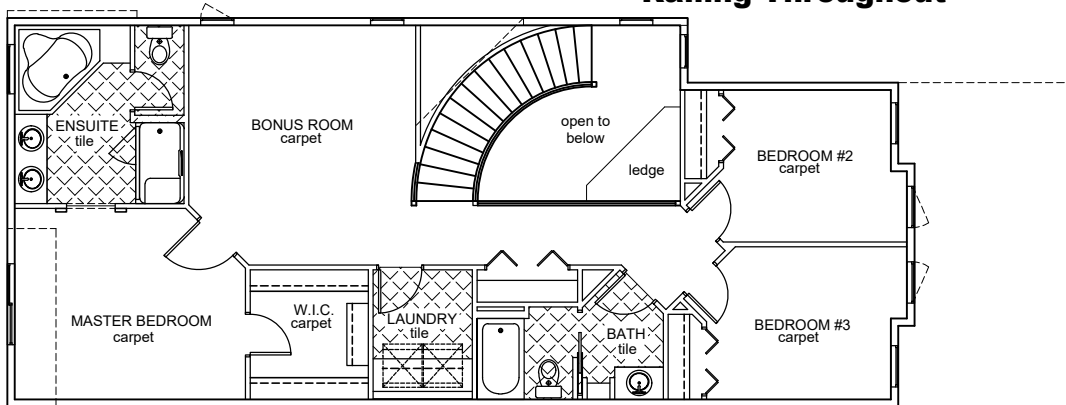 Railing Throughout
ENSUITE
tile
BONUS ROOM
carpet
open to
below
ledge
BEDROOM #2
carpet
MASTER BEDROOM
carpet
W.I.C.
carpet
LAUNDRY
tile
BATH
tile
BEDROOM #3
carpet